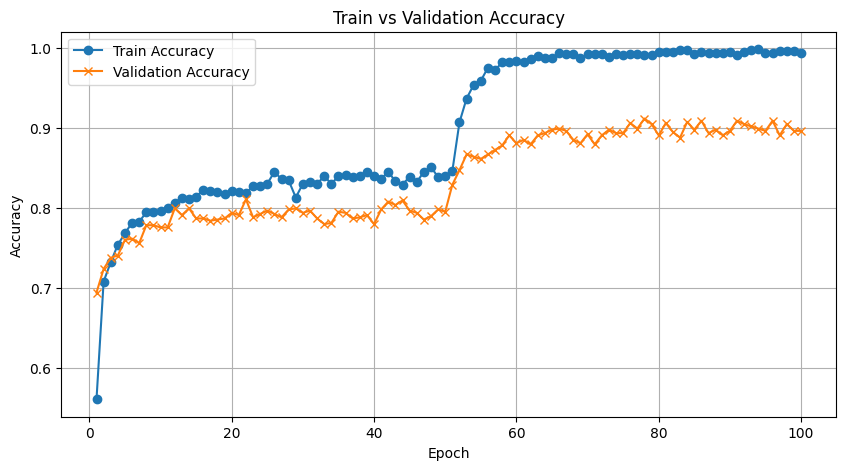 Train vs Validation Accuracy
Train Accuracy
Validation Accuracy
1.0
0.9
0.8
0.7
0.6
Accuracy
0
20
40
60
80
100
Epoch